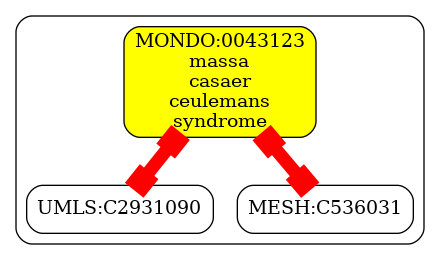 MONDO:0043123
massa
casaer
ceulemans
syndrome
UMLS:C2931090
MESH:C536031